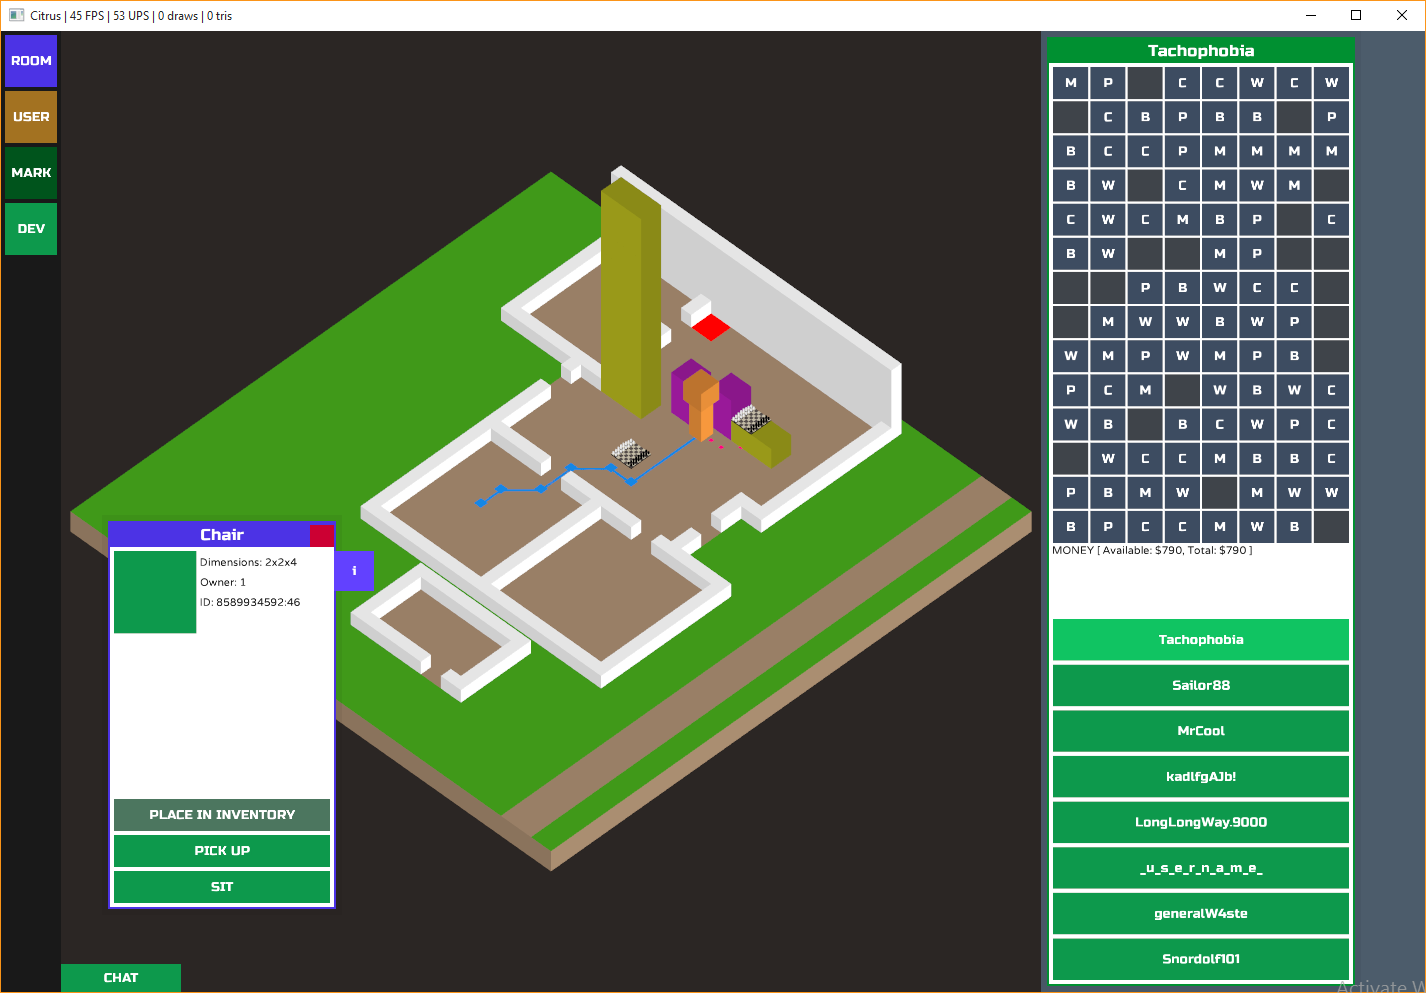 Citrus | 45 FPS | 53 UPS | 0 draws | 0 tris
ROOM
USER
MARK
DEV
Tachophobia
M P C C W C W
C B P B B P
B C C P M M M M
B W C M W M
C W C M B P C
B W M P
P B W C C
M W W B W P
W M P W M P B
P C M W B W C
W B B C W P C
W C C M B B C
P B M W M W W
B P C C M W B
MONEY [ Available: $790, Total: $790 ]
Tachophobia
Sailor88
MrCool
kadlfgAJb!
LongLongWay.9000
_u_s_e_r_n_a_m_e_
generalW4ste
Snordolf101
Chair
Dimensions: 2x2x4
Owner: 1
ID: 8589934592:46
i
PLACE IN INVENTORY
PICK UP
SIT
CHAT
Activate W